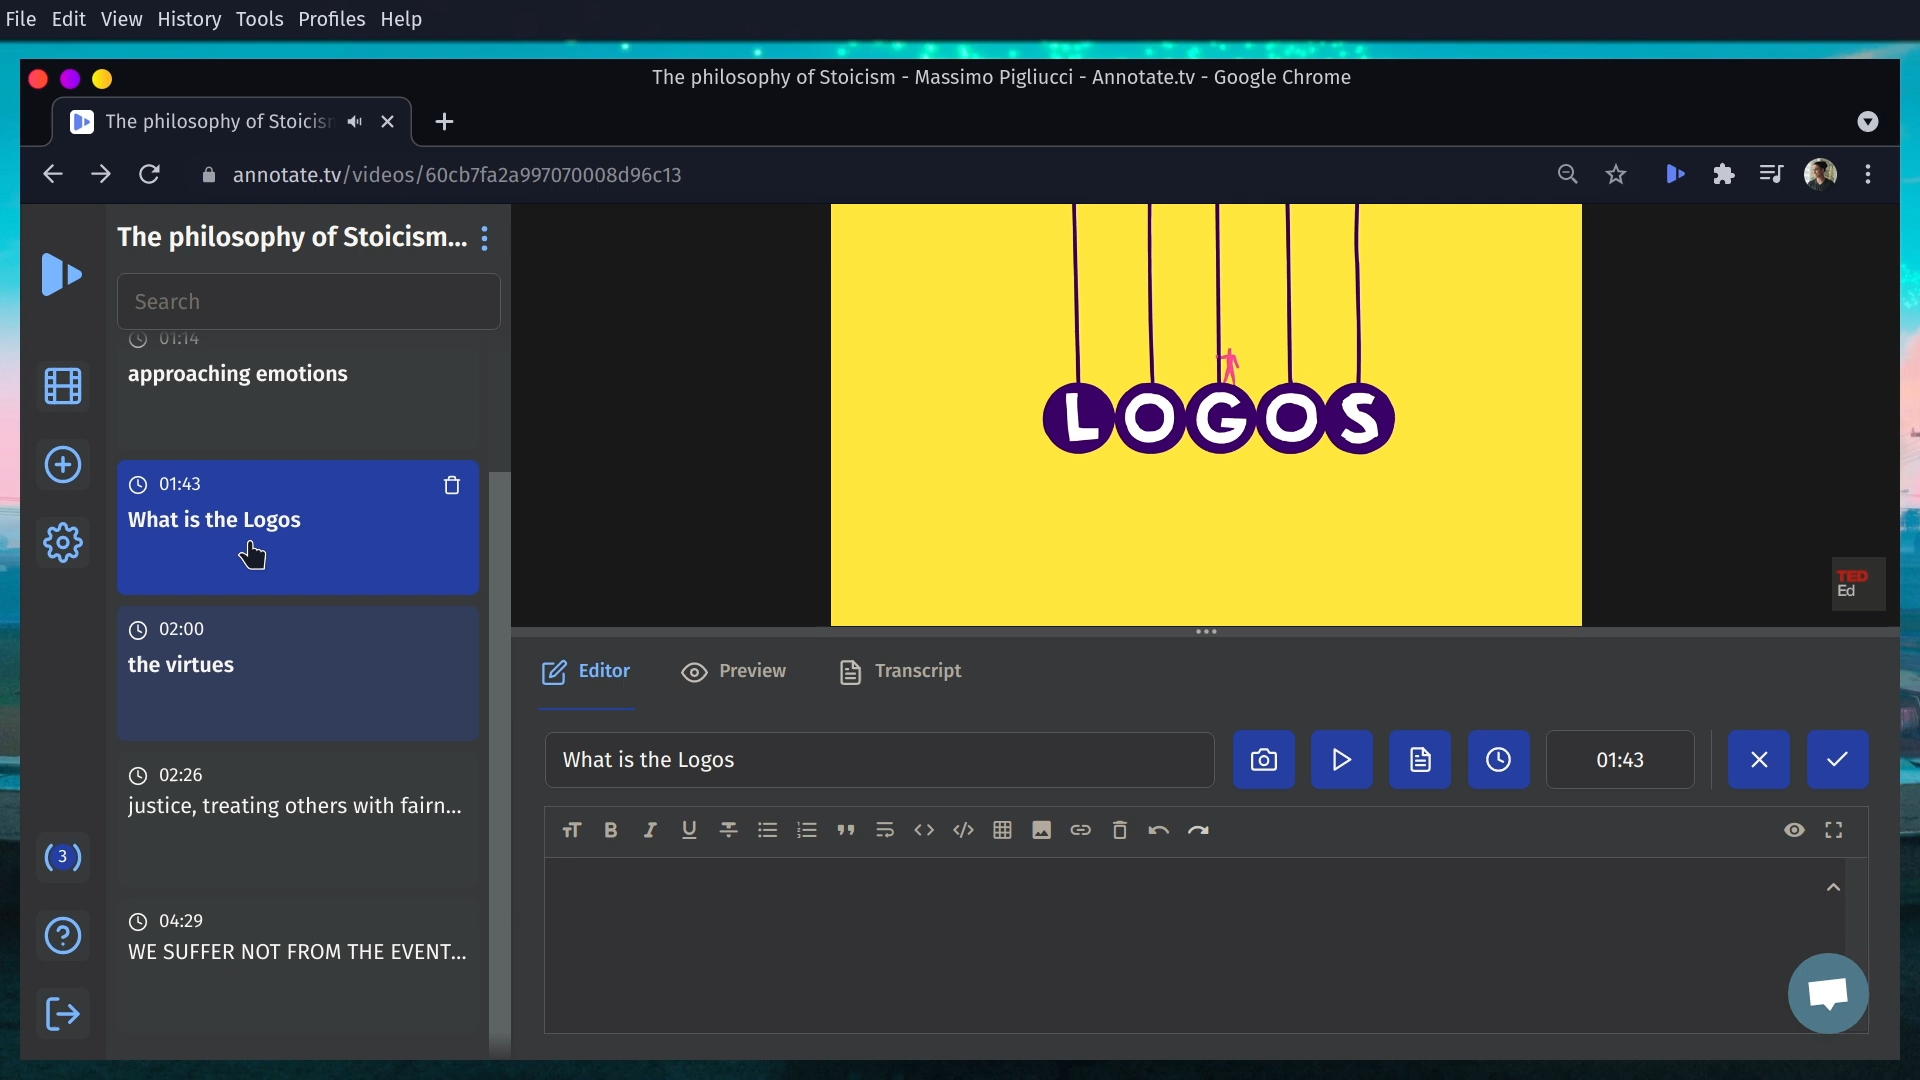 File Edit View History Tools Profiles Help
The philosophy of Stoicism - Massimo Pigliucci - Annotate.tv - Google Chrome
The philosophy of Stoicisn
annotate.tv/videos/60cb7fa2a997070008d96c13
The philosophy of Stoicism...
Search
01:14
approaching emotions
01:43
What is the Logos
02:00
the virtues
02:26
justice, treating others with fairn...
04:29
WE SUFFER NOT FROM THE EVENT...
3
LOGOS
TED
Ed
Editor Preview Transcript
What is the Logos
01:43